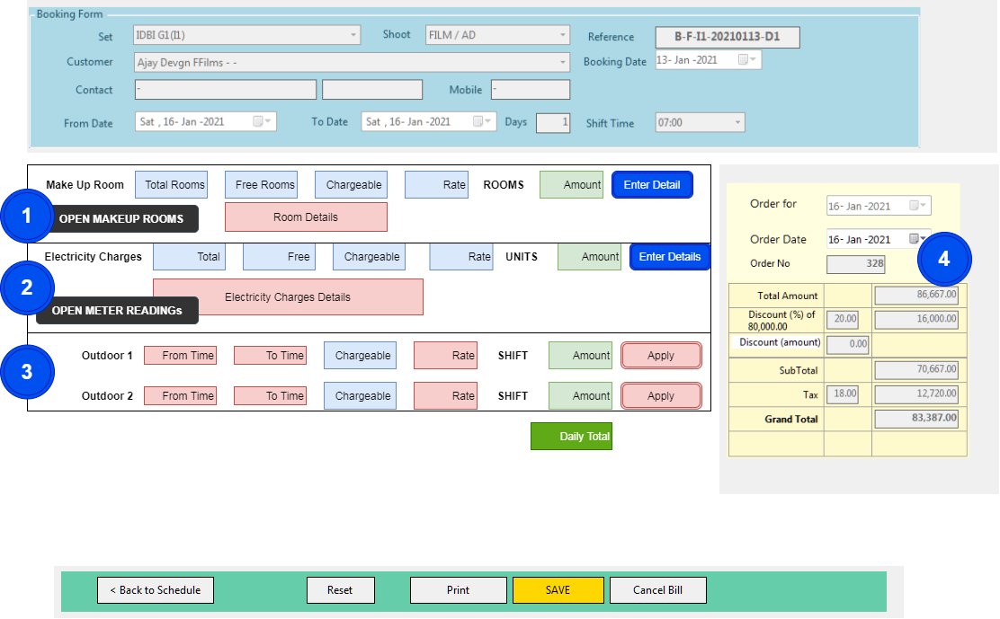 Booking Form
Set IDBI G1(I1) Shoot FILM / AD Reference B-F-I1-20210113-D1
Customer Ajay Devgn FFilms - - Booking Date 13- Jan -2021
Contact - Mobile -
From Date Sat , 16- Jan -2021 To Date Sat , 16- Jan -2021 Days 1 Shift Time 07:00
Make Up Room Total Rooms Free Rooms Chargeable Rate ROOMS Amount Enter Detail
1 OPEN MAKEUP ROOMS Room Details
Electricity Charges Total Free Chargeable Rate UNITS Amount Enter Details
2 Electricity Charges Details
OPEN METER READINGs
Outdoor 1 From Time To Time Chargeable Rate SHIFT Amount Apply
3
Outdoor 2 From Time To Time Chargeable Rate SHIFT Amount Apply
Daily Total
Order for 16- Jan -2021
Order Date 16- Jan -2021
4
Order No 328
Total Amount 86,667.00
Discount (%) of
80,000.00 20.00 16,000.00
Discount (amount) 0.00
SubTotal 70,667.00
Tax 18.00 12,720.00
Grand Total 83,387.00
< Back to Schedule Reset Print SAVE Cancel Bill